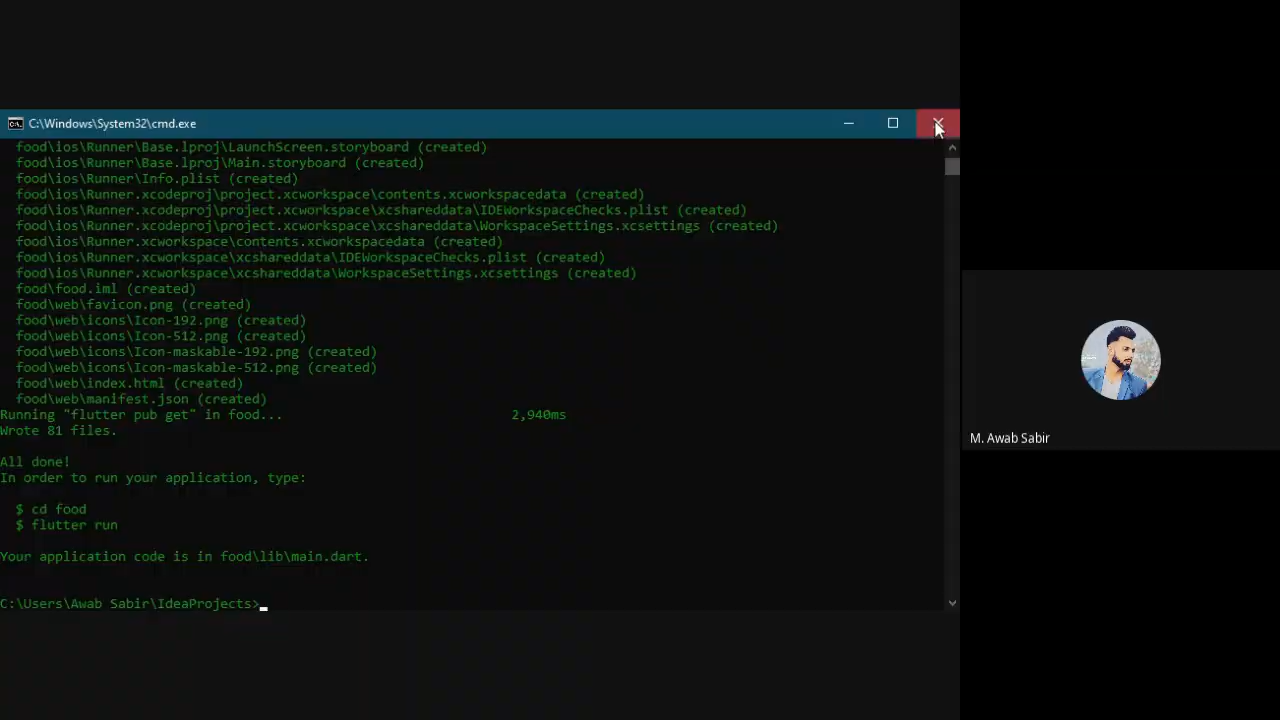 C:\Windows\System32\cmd.exe
food\ios\Runner\Base.lproj\LaunchScreen.storyboard (created)
food\ios\Runner\Base.lproj\Main.storyboard (created)
food\ios\Runner\Info.plist (created)
food\ios\Runner.xcodeproj\project.xcworkspace\contents.xcworkspacedata (created)
food\ios\Runner.xcodeproj\project.xcworkspace\xcshareddata\IDEWorkspaceChecks.plist (created)
food\ios\Runner.xcodeproj\project.xcworkspace\xcshareddata\WorkspaceSettings.xcsettings (created)
food\ios\Runner.xcworkspace\contents.xcworkspacedata (created)
food\ios\Runner.xcworkspace\xcshareddata\IDEWorkspaceChecks.plist (created)
food\ios\Runner.xcworkspace\xcshareddata\WorkspaceSettings.xcsettings (created)
food\food.iml (created)
food\web\favicon.png (created)
food\web\icons\Icon-192.png (created)
food\web\icons\Icon-512.png (created)
food\web\icons\Icon-maskable-192.png (created)
food\web\icons\Icon-maskable-512.png (created)
food\web\index.html (created)
food\web\manifest.json (created)
Running "flutter pub get" in food... 2,940ms
Wrote 81 files.
All done!
In order to run your application, type:
$ cd food
$ flutter run
Your application code is in food\lib\main.dart.
C:\Users\Awab Sabir\IdeaProjects>
M. Awab Sabir